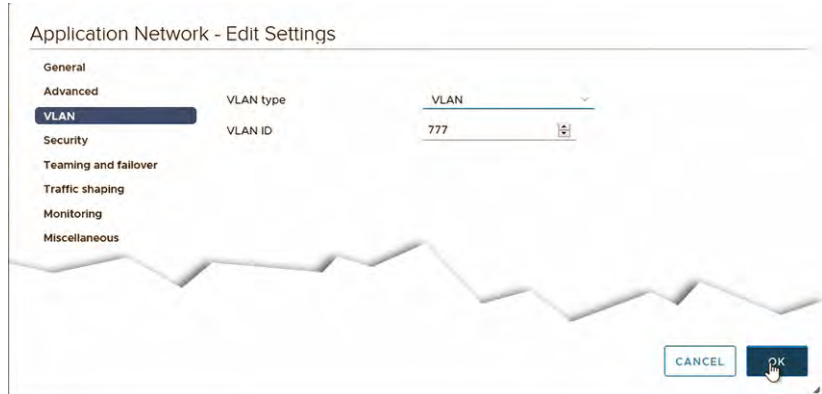 Application Network - Edit Settings
General
Advanced
VLAN
Security
Teaming and failover
Traffic shaping
Monitoring
Miscellaneous
VLAN type VLAN
VLAN ID 777
CANCEL OK